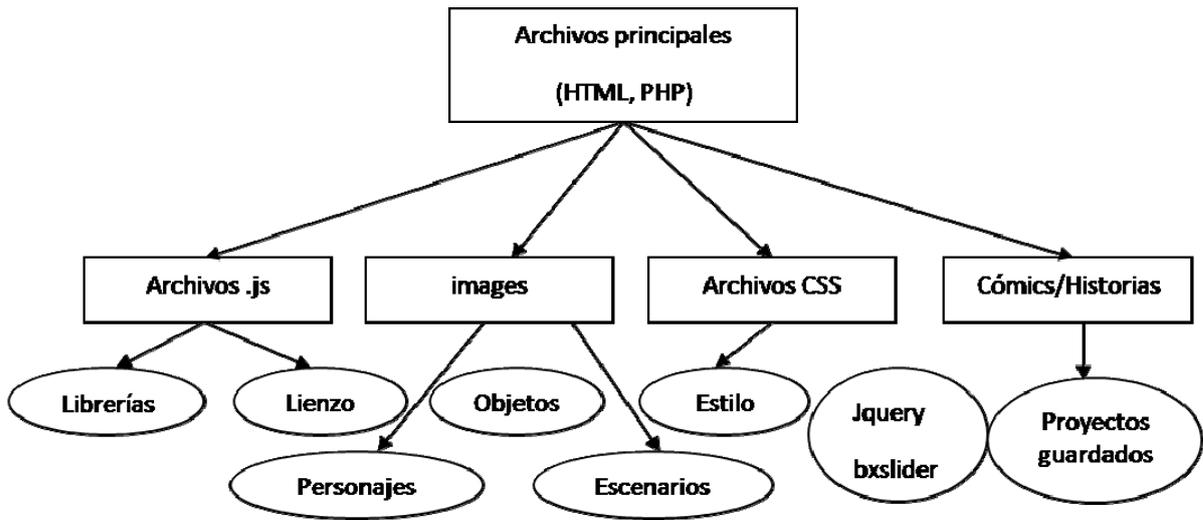 Archivos principales
(HTML, PHP)
Archivos .js
images
Archivos CSS
Cómics/Historias
Librerías
Lienzo
Objetos
Estilo
Jquery
bxslider
Proyectos
guardados
Personajes
Escenarios